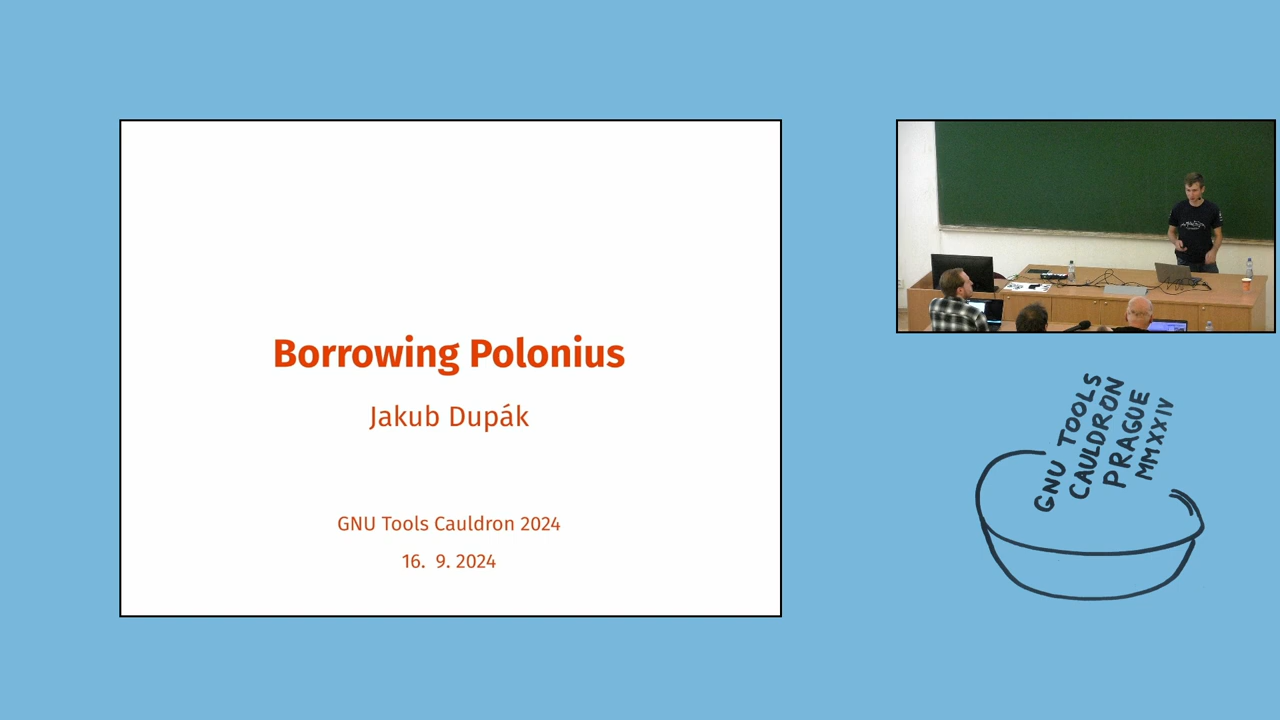 Borrowing Polonius
Jakub Dupák
GNU Tools Cauldron 2024
16. 9. 2024
GNU TOOLS
CAULDRON
PRAGUE
MMXXIV